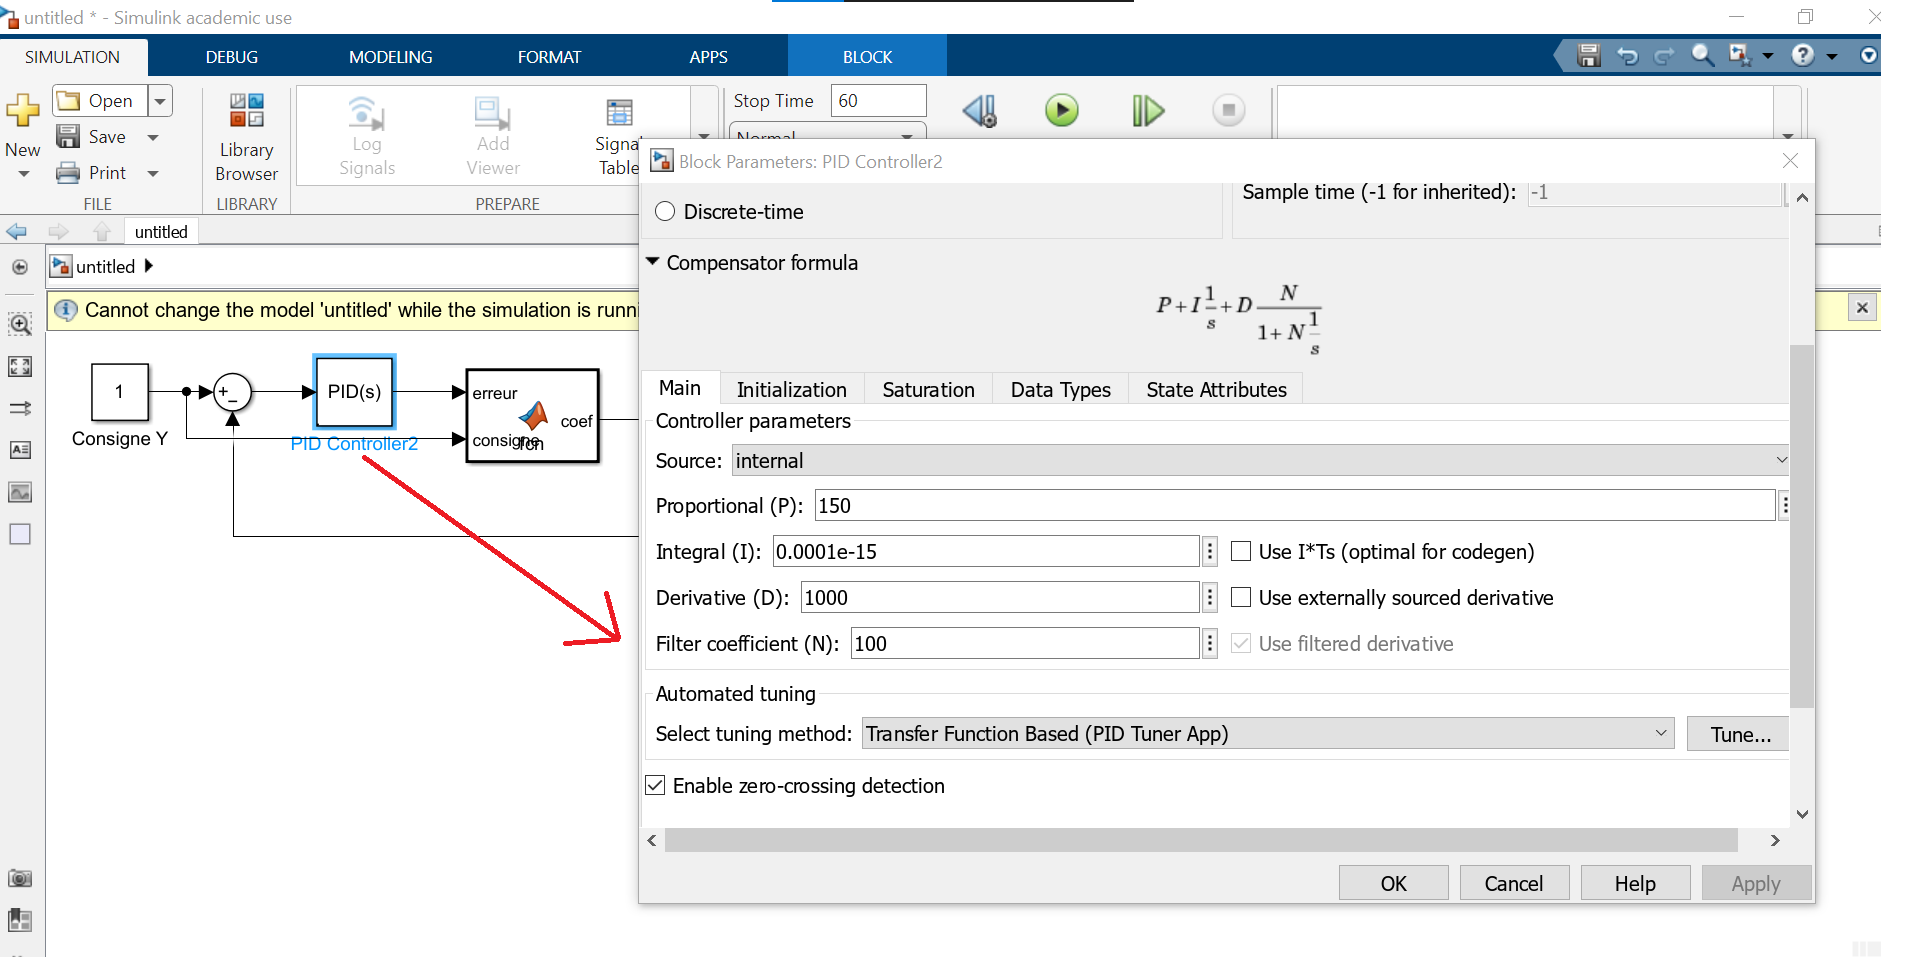 untitled * - Simulink academic use
SIMULATION DEBUG MODELING FORMAT APPS BLOCK
New
Open
Save
Print
FILE
Library
Browser
LIBRARY
Log
Signals
Add
Viewer
Signa
Table
PREPARE
Stop Time 60
Normal
untitled
untitled
Cannot change the model 'untitled' while the simulation is runni
1
Consigne Y
+
−
PID(s)
PID Controller2
erreur
consigne
fcn
coef
Block Parameters: PID Controller2
Discrete-time
Sample time (-1 for inherited): -1
Compensator formula
P + I 1/s + D N/(1 + N 1/s)
Main Initialization Saturation Data Types State Attributes
Controller parameters
Source: internal
Proportional (P): 150
Integral (I): 0.0001e-15 Use I*Ts (optimal for codegen)
Derivative (D): 1000 Use externally sourced derivative
Filter coefficient (N): 100 Use filtered derivative
Automated tuning
Select tuning method: Transfer Function Based (PID Tuner App) Tune...
Enable zero-crossing detection
OK Cancel Help Apply